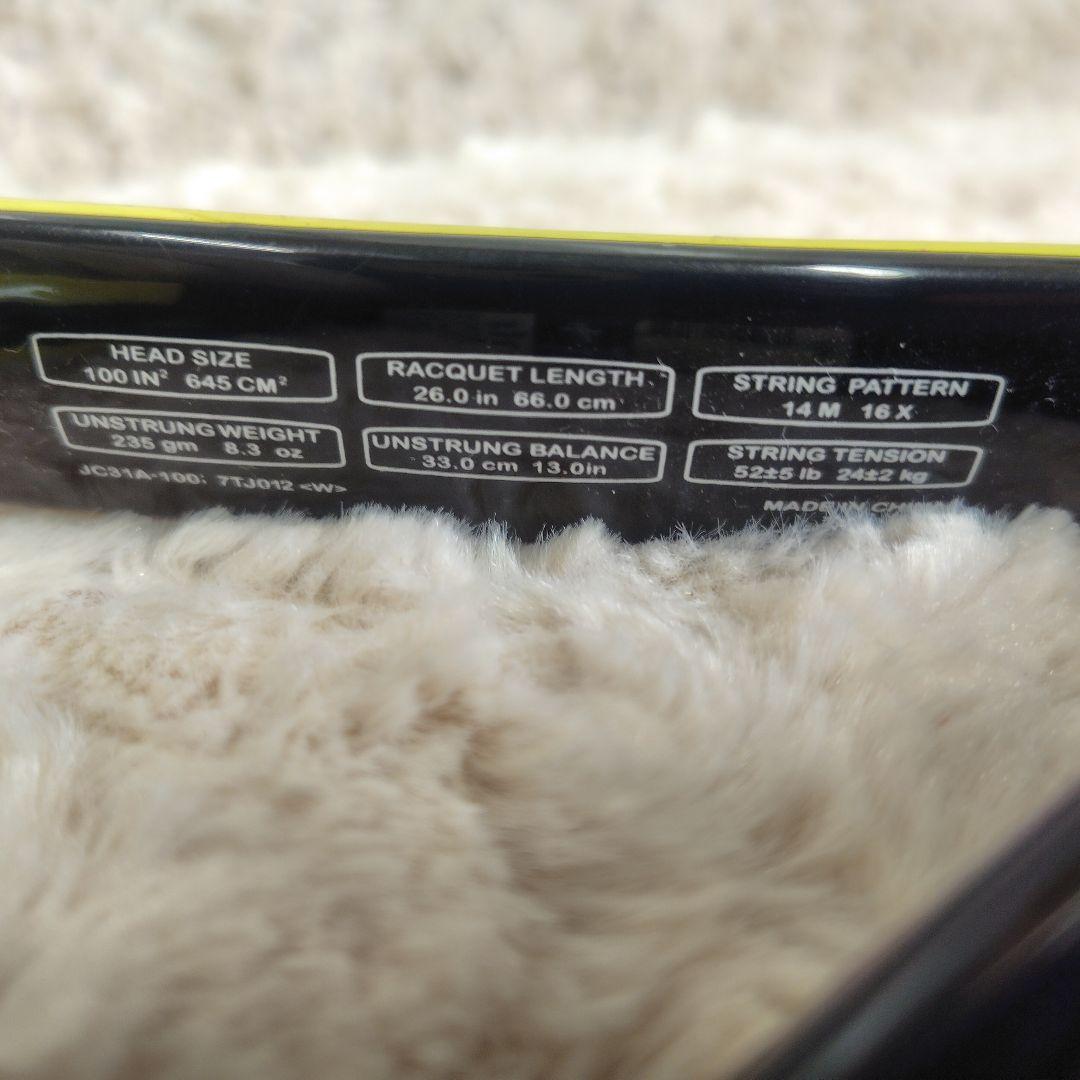 HEAD SIZE
100 IN² 645 CM²
RACQUET LENGTH
26.0 in 66.0 cm
STRING PATTERN
14 M 16 X
UNSTRUNG WEIGHT
235 gm 8.3 oz
UNSTRUNG BALANCE
33.0 cm 13.0in
STRING TENSION
52±5 lb 24±2 kg
JC31A-100; 7TJ012 <W>
MADE IN